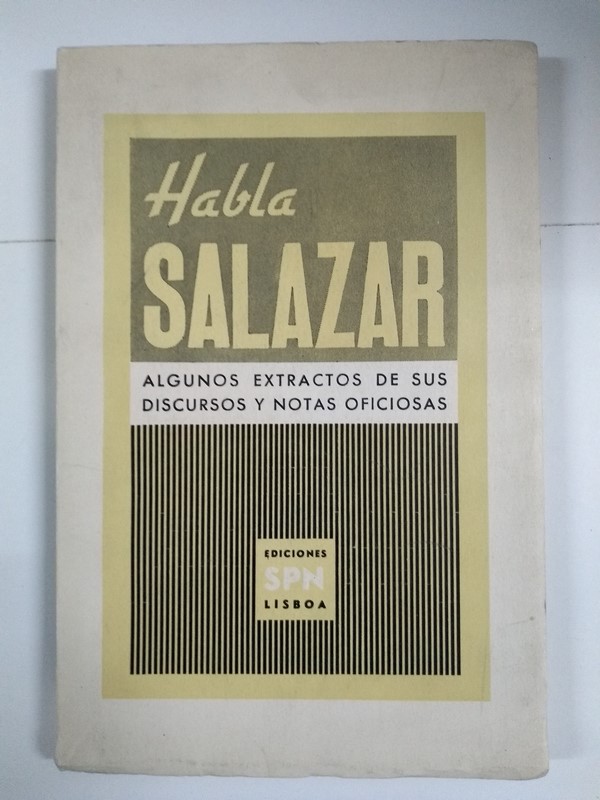 Habla
SALAZAR
ALGUNOS EXTRACTOS DE SUS
DISCURSOS Y NOTAS OFICIOSAS
EDICIONES
SPN
LISBOA